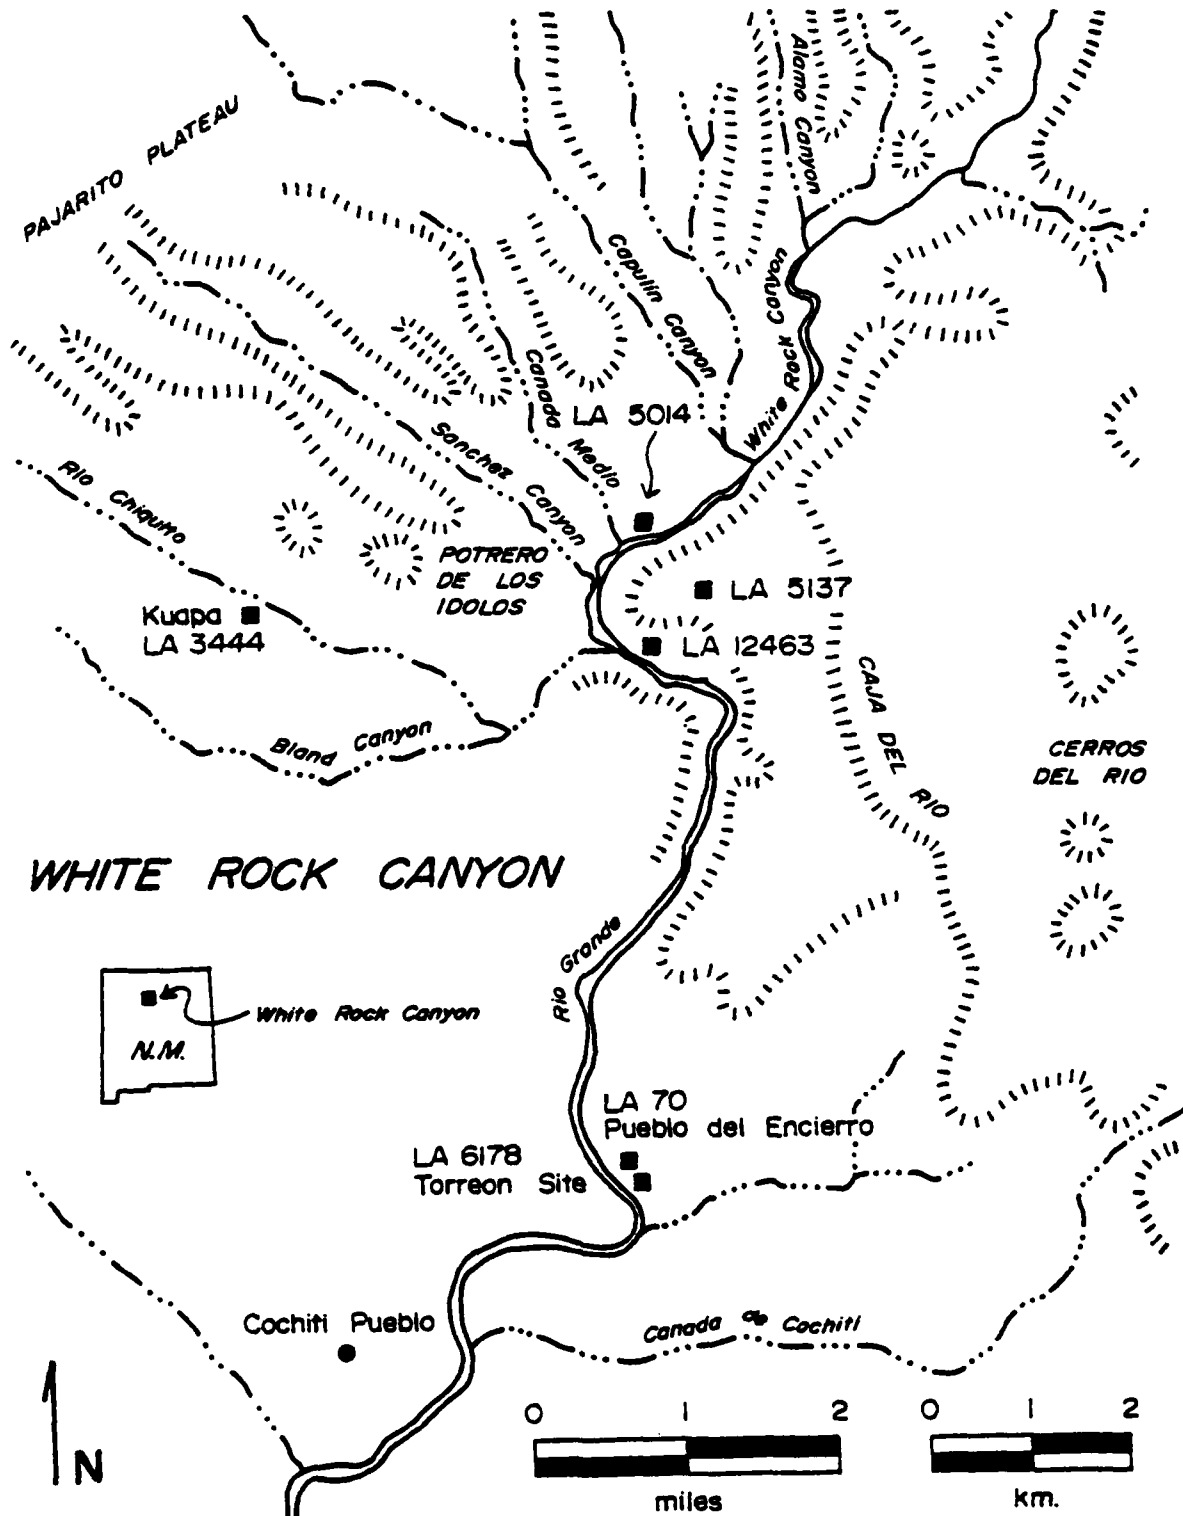 PAJARITO PLATEAU
Alamo Canyon
Capulin Canyon
White Rock Canyon
Canada Medio
LA 5014
Sanchez Canyon
Rio Chiquito
POTRERO
DE LOS
IDOLOS
LA 5137
Kuapa
LA 3444
LA 12463
CAJA DEL RIO
Bland Canyon
CERROS
DEL RIO
WHITE ROCK CANYON
Rio Grande
White Rock Canyon
N.M.
LA 70
Pueblo del Encierro
LA 6178
Torreon Site
Cochiti Pueblo
Canada de Cochiti
N
0 1 2
miles
0 1 2
km.